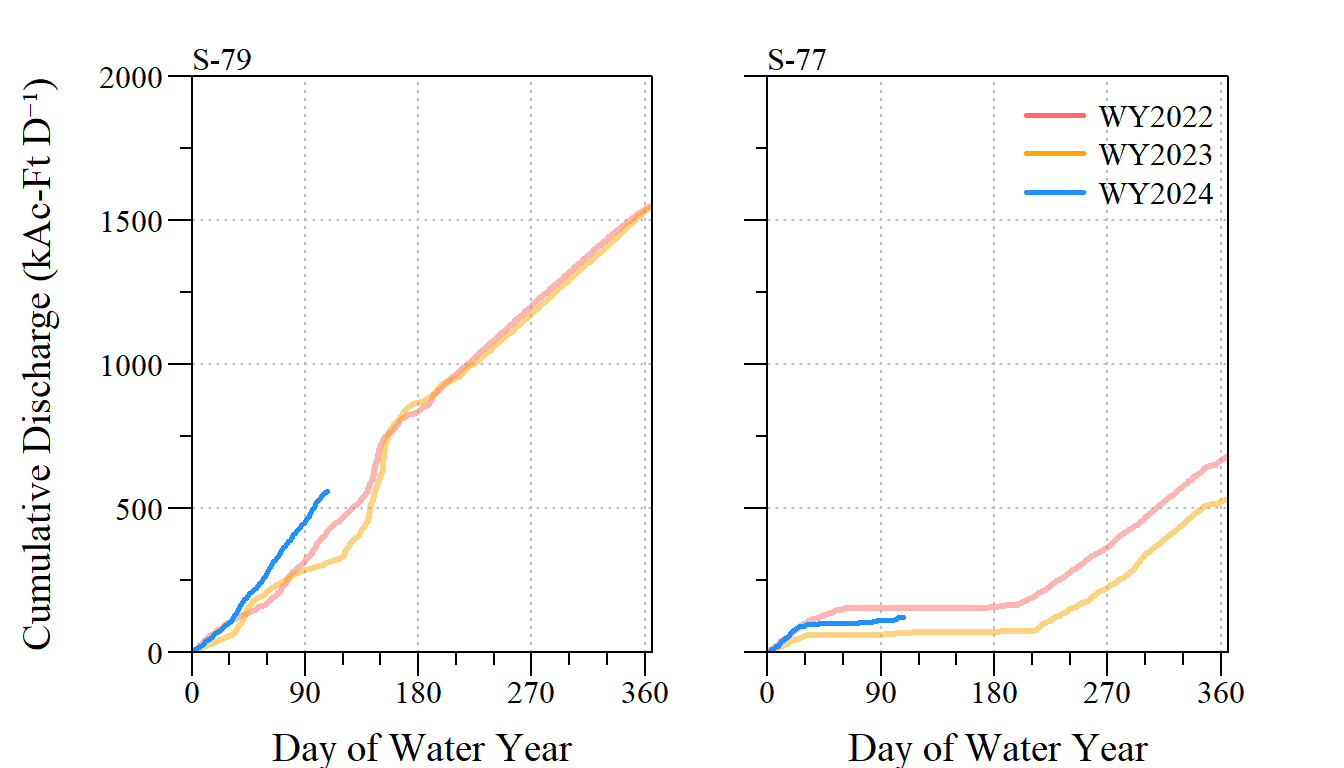 S-79
S-77
Cumulative Discharge (kAc-Ft D⁻¹)
2000
1500
1000
500
0
WY2022
WY2023
WY2024
0 90 180 270 360
0 90 180 270 360
Day of Water Year
Day of Water Year